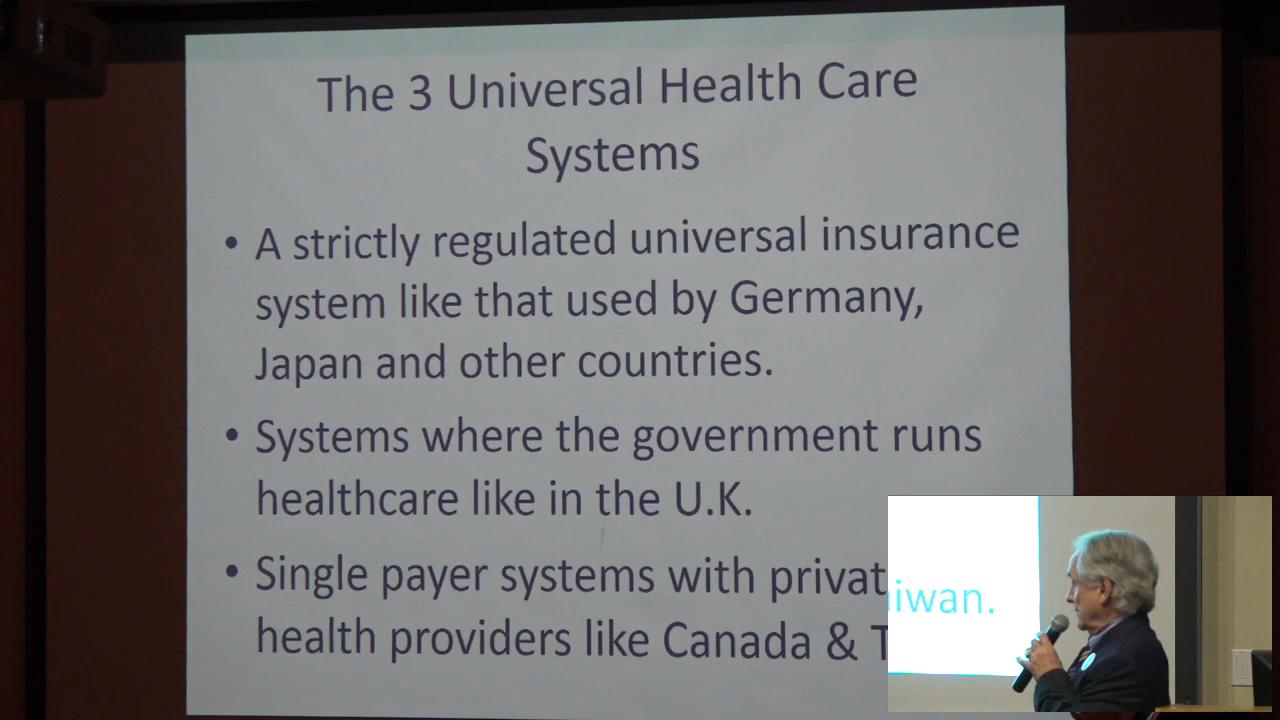 The 3 Universal Health Care
Systems
• A strictly regulated universal insurance
system like that used by Germany,
Japan and other countries.
• Systems where the government runs
healthcare like in the U.K.
• Single payer systems with privat
health providers like Canada & T
iwan.